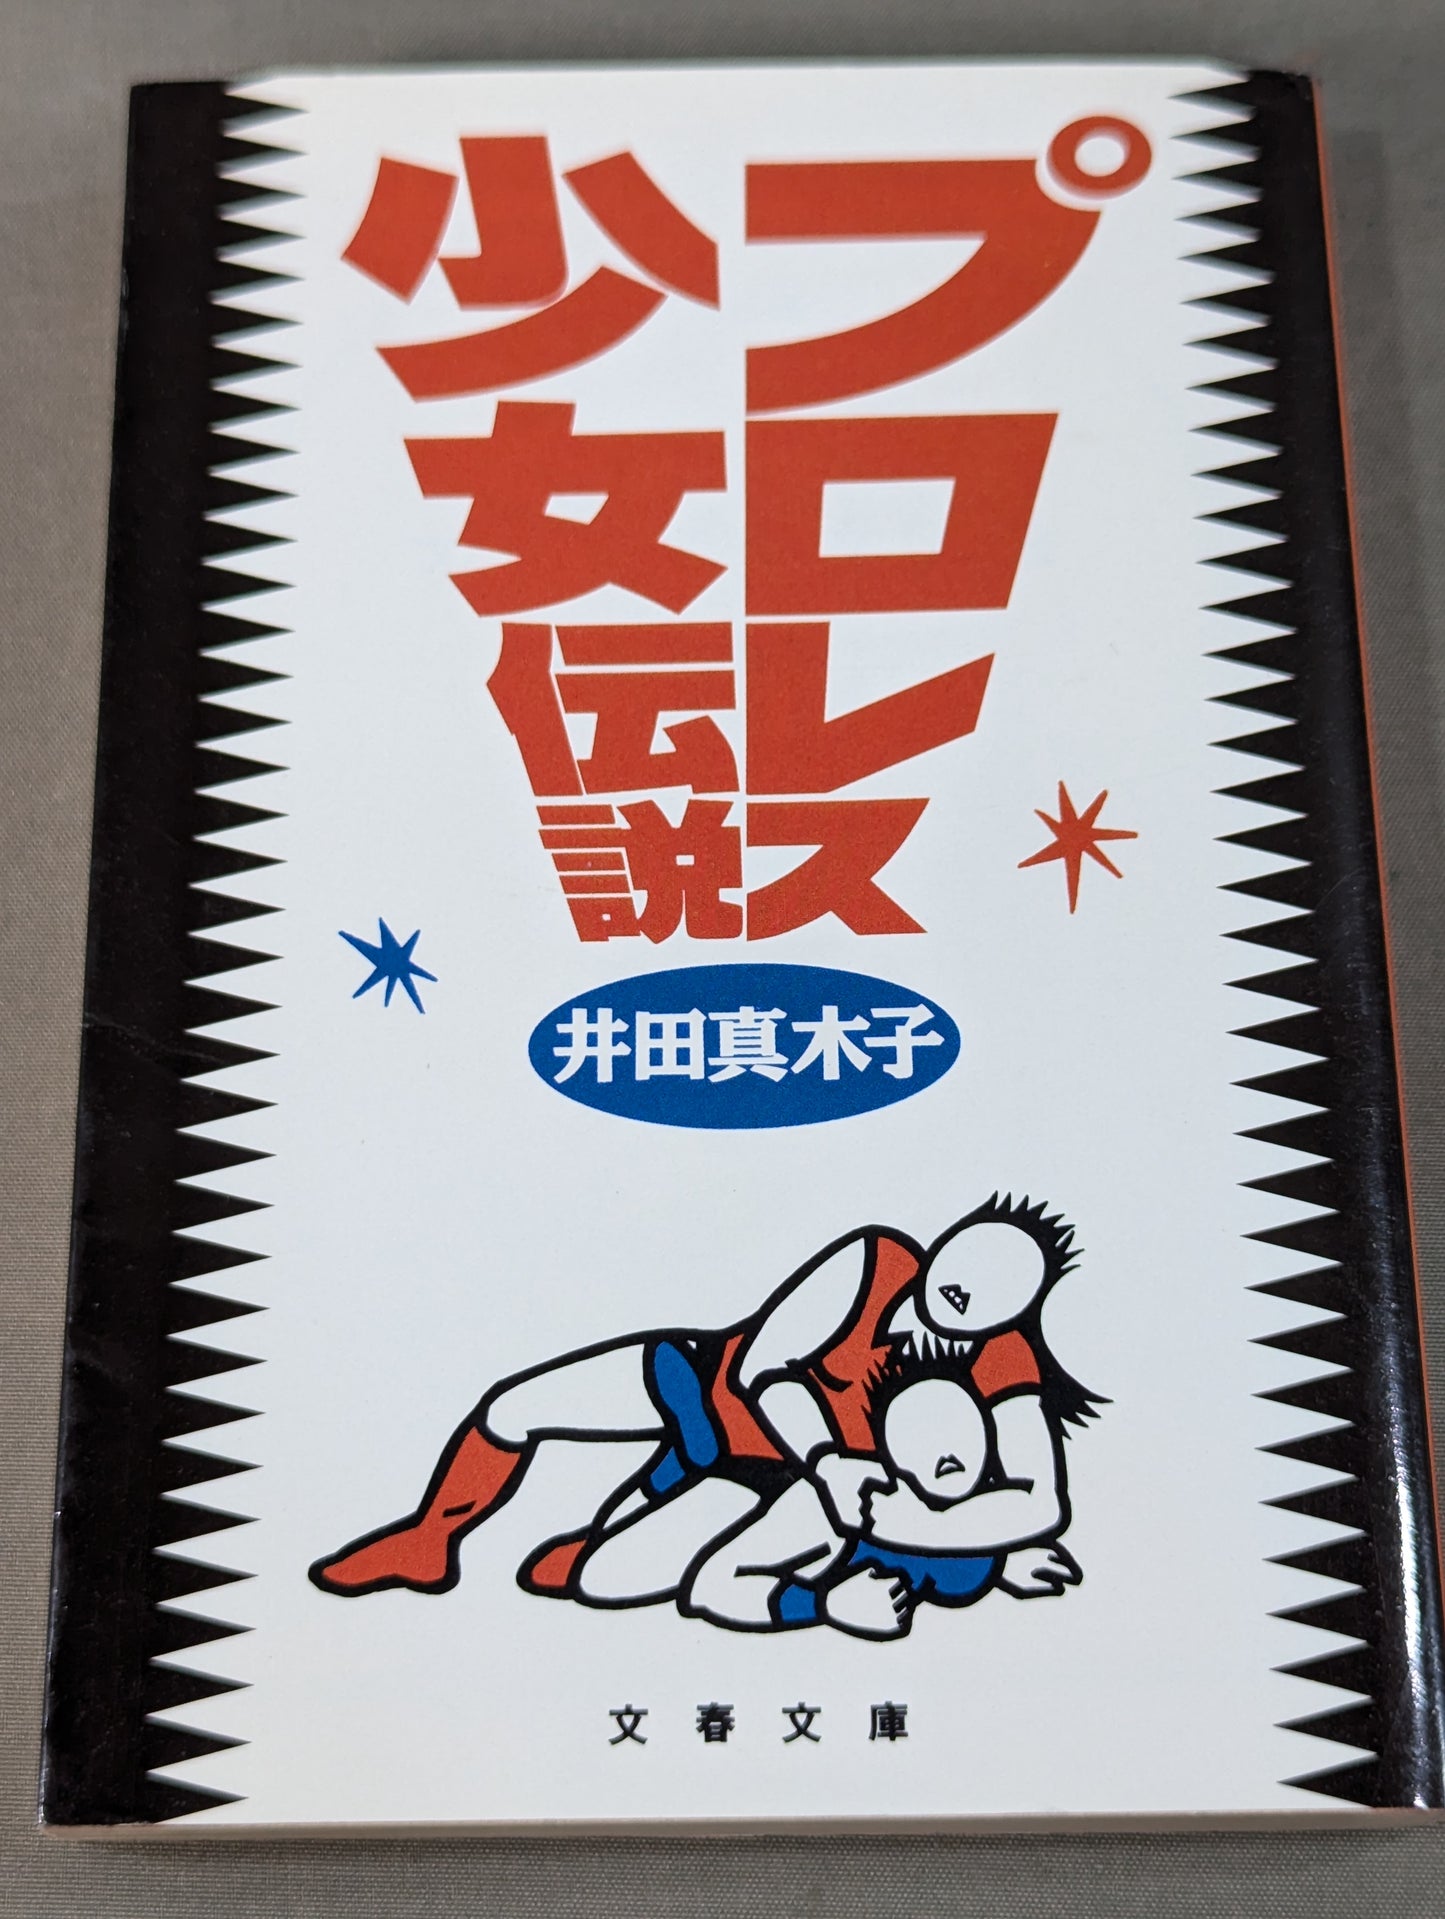 プロレス
少女伝説
井田真木子
文春文庫